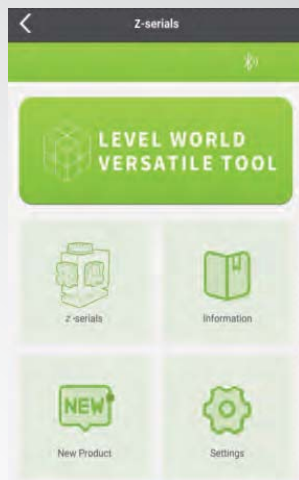 Z-serials
LEVEL WORLD
VERSATILE TOOL
Z -serials
Information
NEW
New Product
Settings